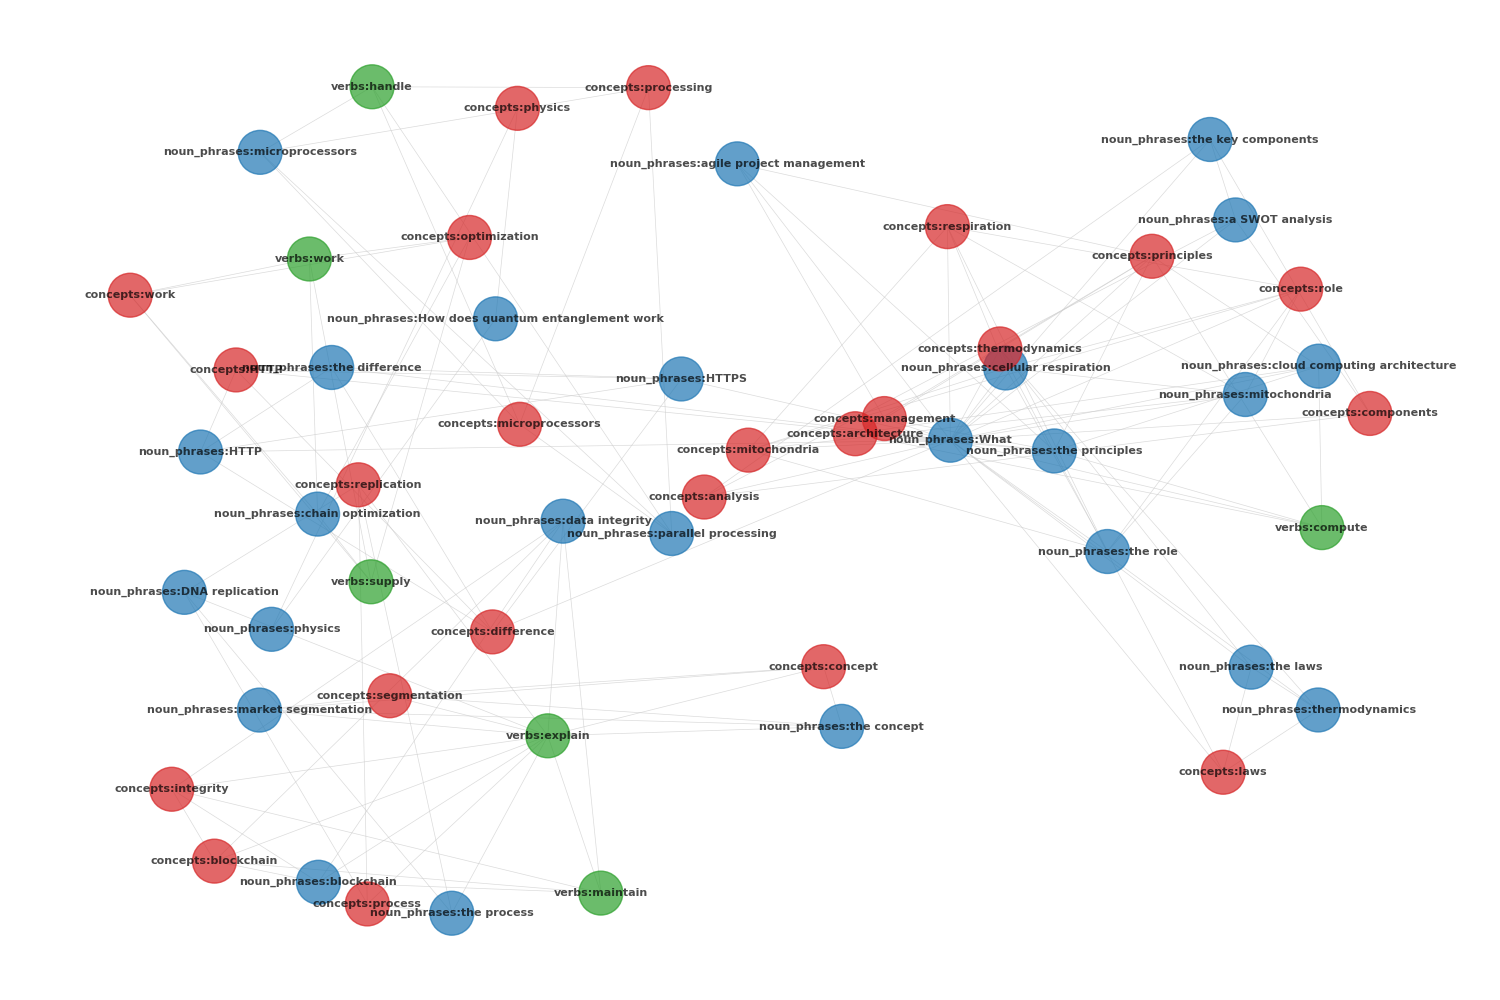 verbs:handle
concepts:processing
concepts:physics
noun_phrases:the key components
noun_phrases:microprocessors
noun_phrases:agile project management
noun_phrases:a SWOT analysis
concepts:respiration
concepts:optimization
concepts:principles
verbs:work
concepts:role
concepts:work
noun_phrases:How does quantum entanglement work
concepts:thermodynamics
noun_phrases:cloud computing architecture
noun_phrases:the difference
noun_phrases:cellular respiration
concepts:HTTP
noun_phrases:HTTPS
noun_phrases:mitochondria
concepts:components
concepts:management
concepts:microprocessors
concepts:architecture
noun_phrases:What
concepts:mitochondria
noun_phrases:the principles
noun_phrases:HTTP
concepts:replication
concepts:analysis
noun_phrases:chain optimization
noun_phrases:data integrity
verbs:compute
noun_phrases:parallel processing
noun_phrases:the role
verbs:supply
noun_phrases:DNA replication
noun_phrases:physics
concepts:difference
concepts:concept
noun_phrases:the laws
concepts:segmentation
noun_phrases:market segmentation
noun_phrases:thermodynamics
noun_phrases:the concept
verbs:explain
concepts:laws
concepts:integrity
concepts:blockchain
noun_phrases:blockchain
verbs:maintain
concepts:process
noun_phrases:the process